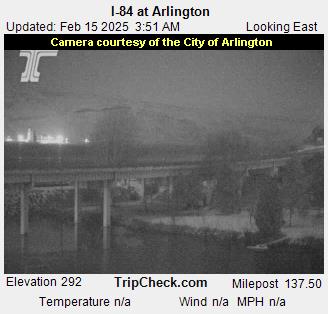 I-84 at Arlington
Updated: Feb 15 2025 3:51 AM Looking East
Camera courtesy of the City of Arlington
Elevation 292 TripCheck.com Milepost 137.50
Temperature n/a Wind n/a MPH n/a